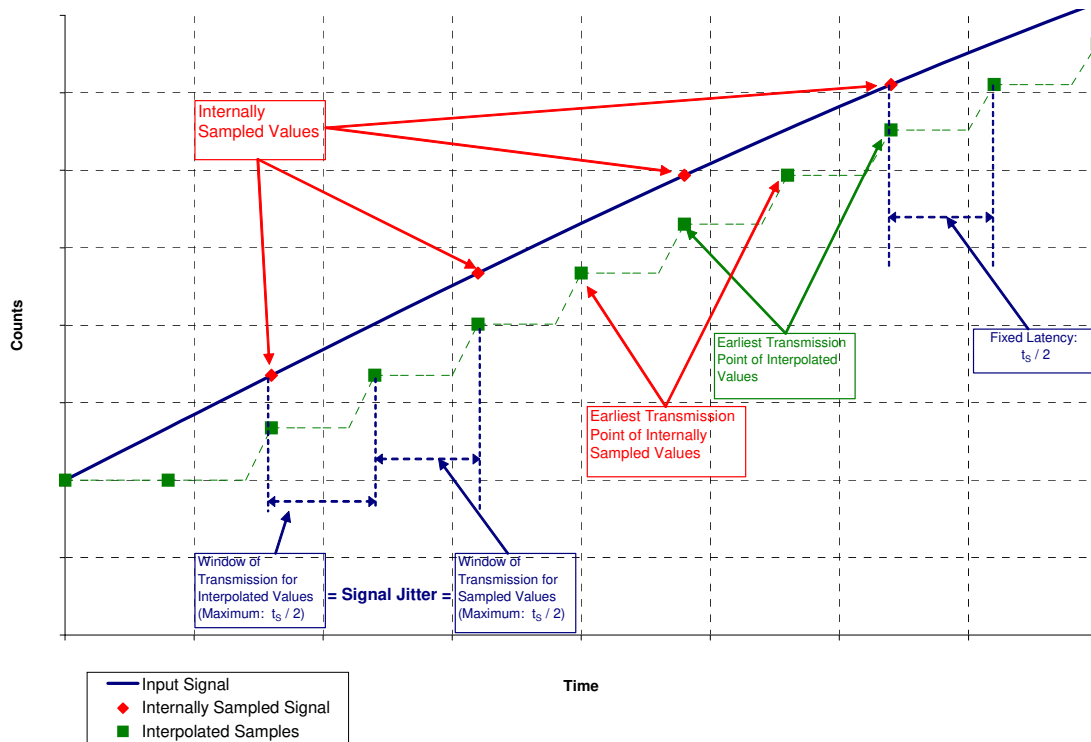 Internally
Sampled Values
Counts
Earliest Transmission
Point of Interpolated
Values
Fixed Latency:
tS / 2
Earliest Transmission
Point of Internally
Sampled Values
Window of
Transmission for
Interpolated Values
(Maximum: tS / 2)
= Signal Jitter =
Window of
Transmission for
Sampled Values
(Maximum: tS / 2)
Time
Input Signal
Internally Sampled Signal
Interpolated Samples